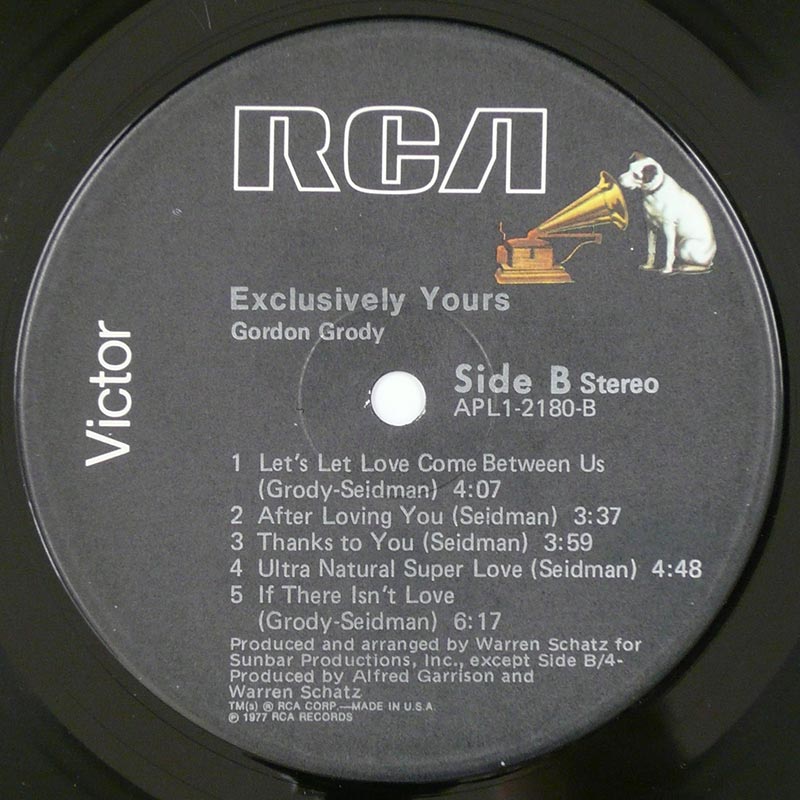 RCA
Victor
Exclusively Yours
Gordon Grody
Side B Stereo
APL1-2180-B
1 Let's Let Love Come Between Us
(Grody-Seidman) 4:07
2 After Loving You (Seidman) 3:37
3 Thanks to You (Seidman) 3:59
4 Ultra Natural Super Love (Seidman) 4:48
5 If There Isn't Love
(Grody-Seidman) 6:17
Produced and arranged by Warren Schatz for
Sunbar Productions, Inc., except Side B/4-
Produced by Alfred Garrison and
Warren Schatz
TM(s) ® RCA CORP.—MADE IN U.S.A.
℗ 1977 RCA RECORDS